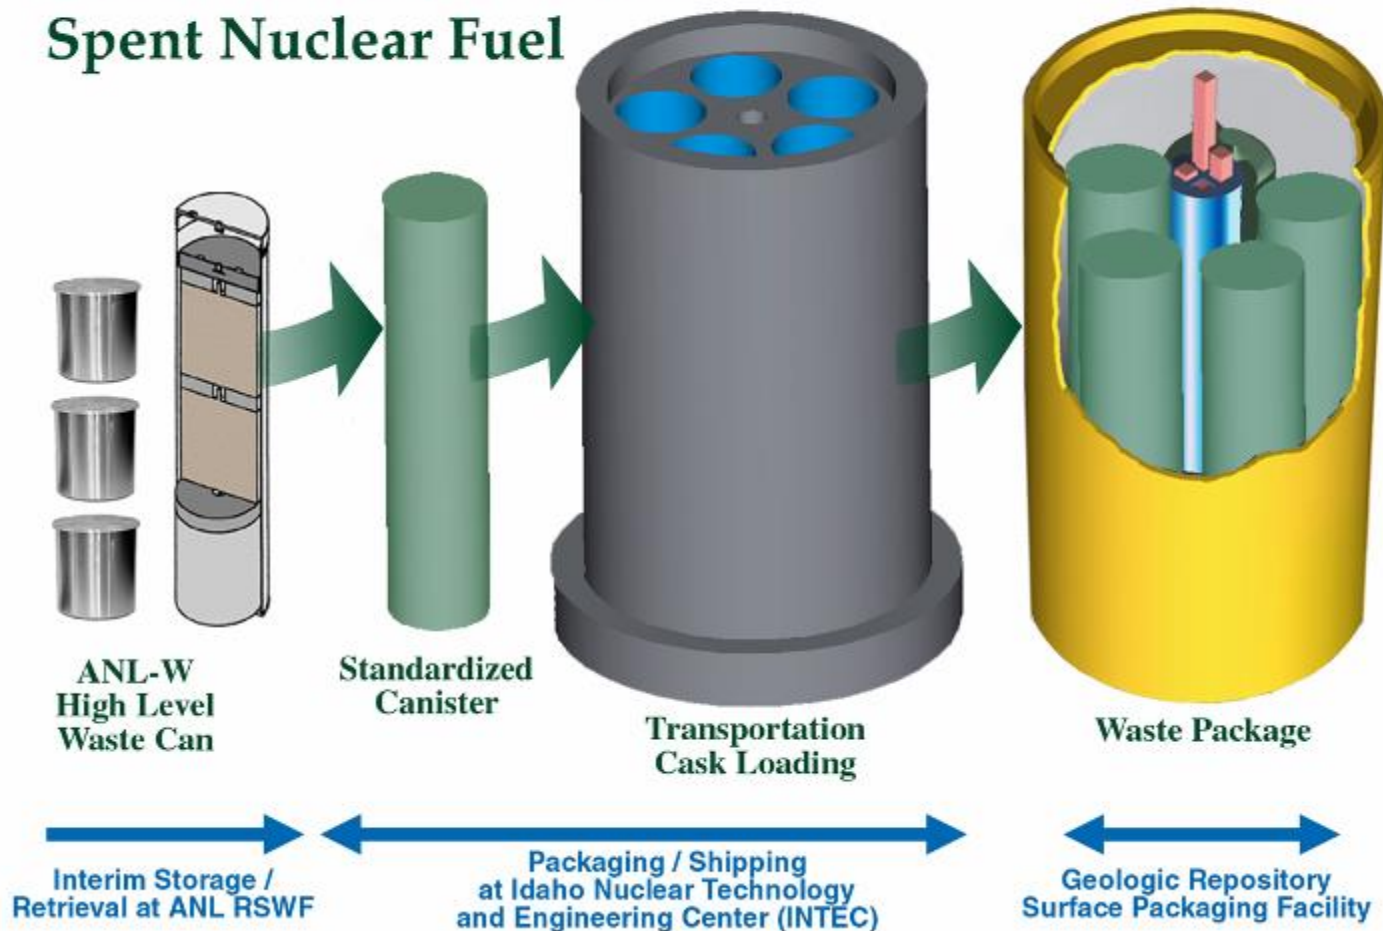 Spent Nuclear Fuel
ANL-W
High Level
Waste Can
Standardized
Canister
Transportation
Cask Loading
Waste Package
Interim Storage /
Retrieval at ANL RSWF
Packaging / Shipping
at Idaho Nuclear Technology
and Engineering Center (INTEC)
Geologic Repository
Surface Packaging Facility